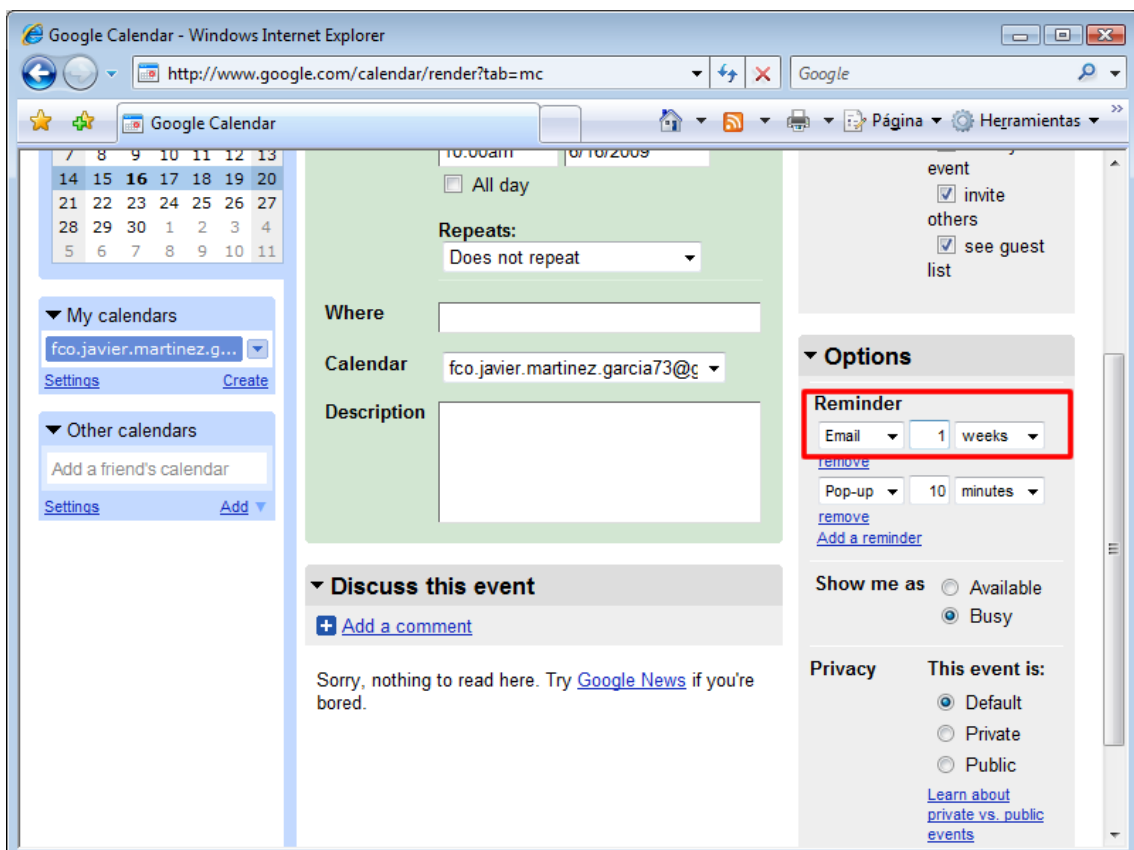 Google Calendar - Windows Internet Explorer
http://www.google.com/calendar/render?tab=mc
Google
Google Calendar
Página
Herramientas
7 8 9 10 11 12 13
14 15 16 17 18 19 20
21 22 23 24 25 26 27
28 29 30 1 2 3 4
5 6 7 8 9 10 11
My calendars
fco.javier.martinez.g...
Settings Create
Other calendars
Add a friend's calendar
Settings Add
10:00am 6/16/2009
All day
Repeats:
Does not repeat
Where
Calendar fco.javier.martinez.garcia73@g
Description
Discuss this event
Add a comment
Sorry, nothing to read here. Try Google News if you're
bored.
event
invite
others
see guest
list
Options
Reminder
Email 1 weeks
remove
Pop-up 10 minutes
remove
Add a reminder
Show me as Available
Busy
Privacy This event is:
Default
Private
Public
Learn about
private vs. public
events